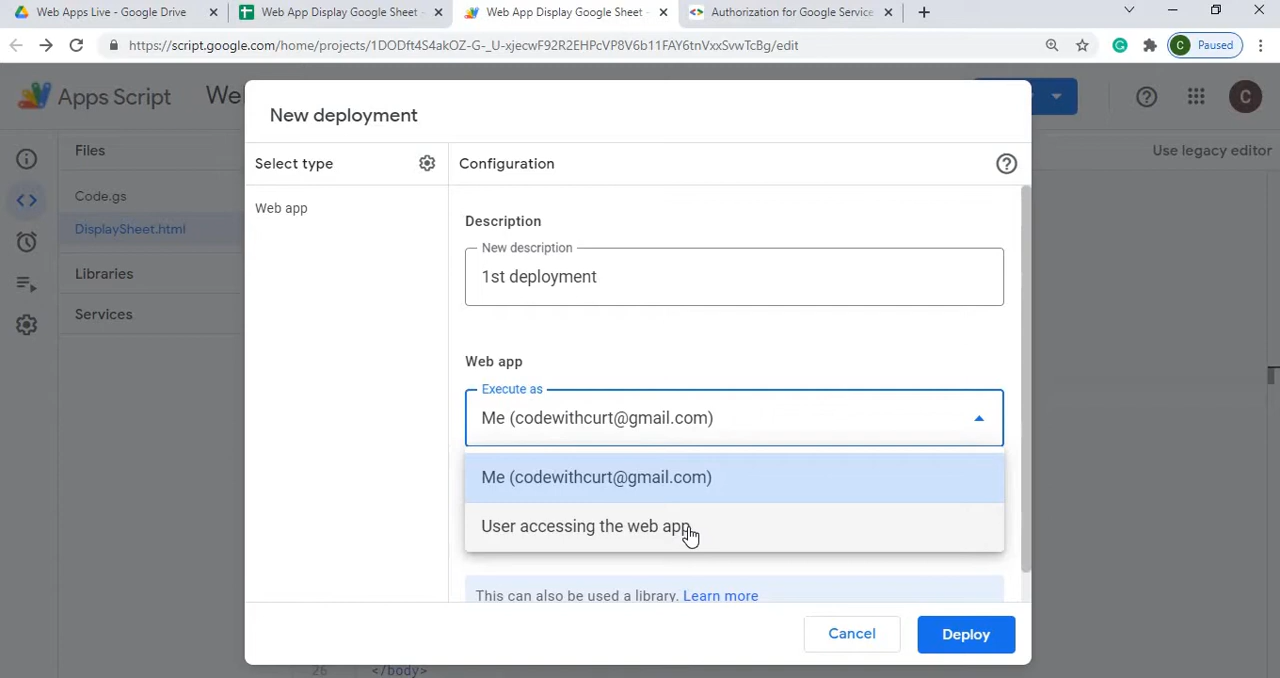 Web Apps Live - Google Drive
Web App Display Google Sheet -
Web App Display Google Sheet -
Authorization for Google Service
https://script.google.com/home/projects/1DODft4S4akOZ-G-_U-xjecwF92R2EHPcVP8V6b11FAY6tnVxxSvwTcBg/edit
C Paused
Apps Script
C
New deployment
Files
Use legacy editor
Select type
Configuration
Code.gs
Web app
DisplaySheet.html
Description
New description
1st deployment
Libraries
Services
Web app
Execute as
Me (codewithcurt@gmail.com)
Me (codewithcurt@gmail.com)
User accessing the web app
This can also be used a library. Learn more
Cancel
Deploy
26
</body>